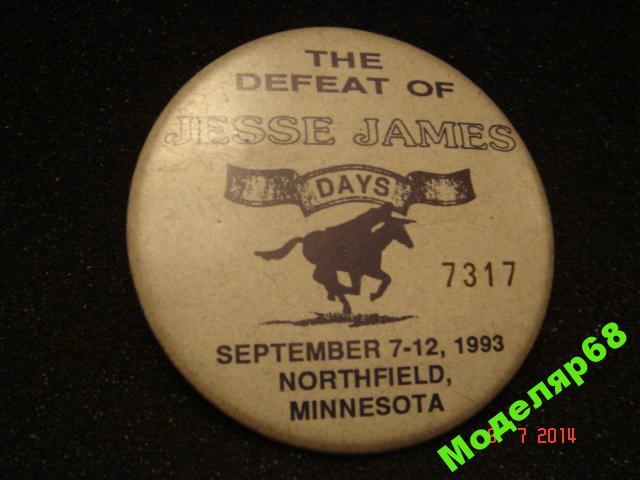 THE
DEFEAT OF
JESSE JAMES
DAYS
7317
SEPTEMBER 7-12, 1993
NORTHFIELD,
MINNESOTA
Моделяр68
7 2014